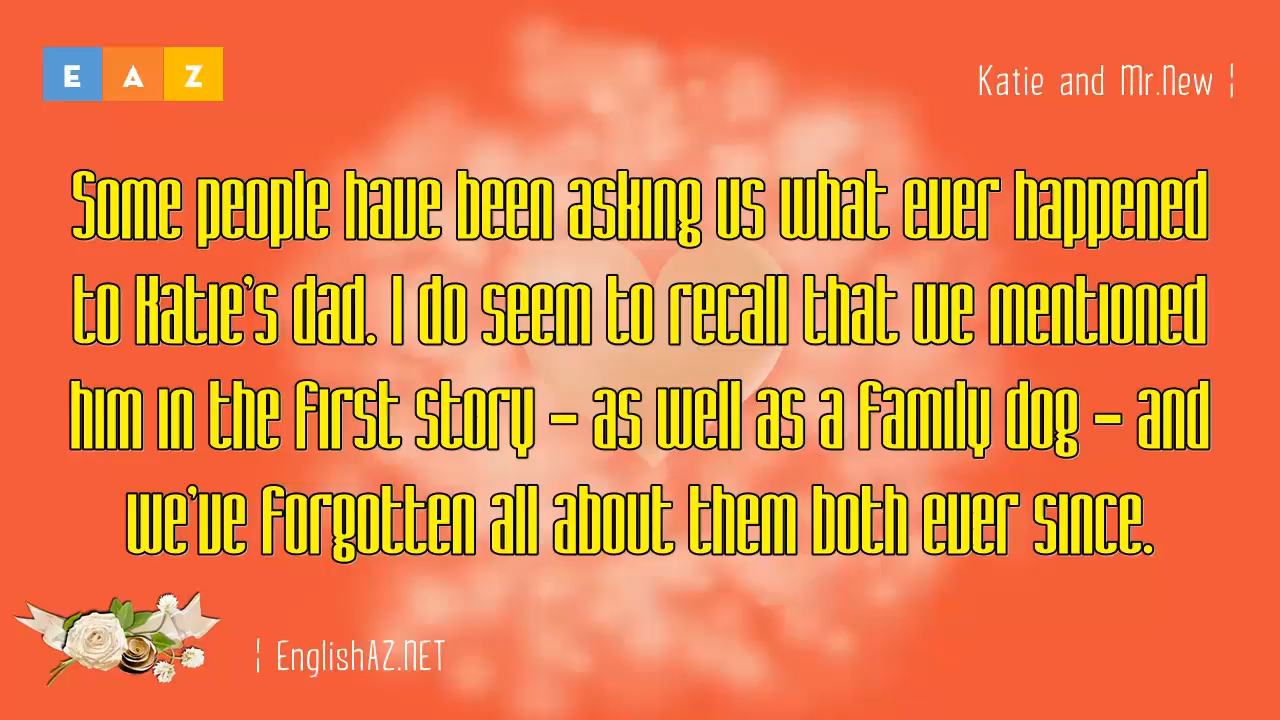 E A Z
Katie and Mr.New ¦
Some people have been asking us what ever happened
to Katie's dad. I do seem to recall that we mentioned
him in the first story – as well as a family dog – and
we've forgotten all about them both ever since.
¦ EnglishAZ.NET